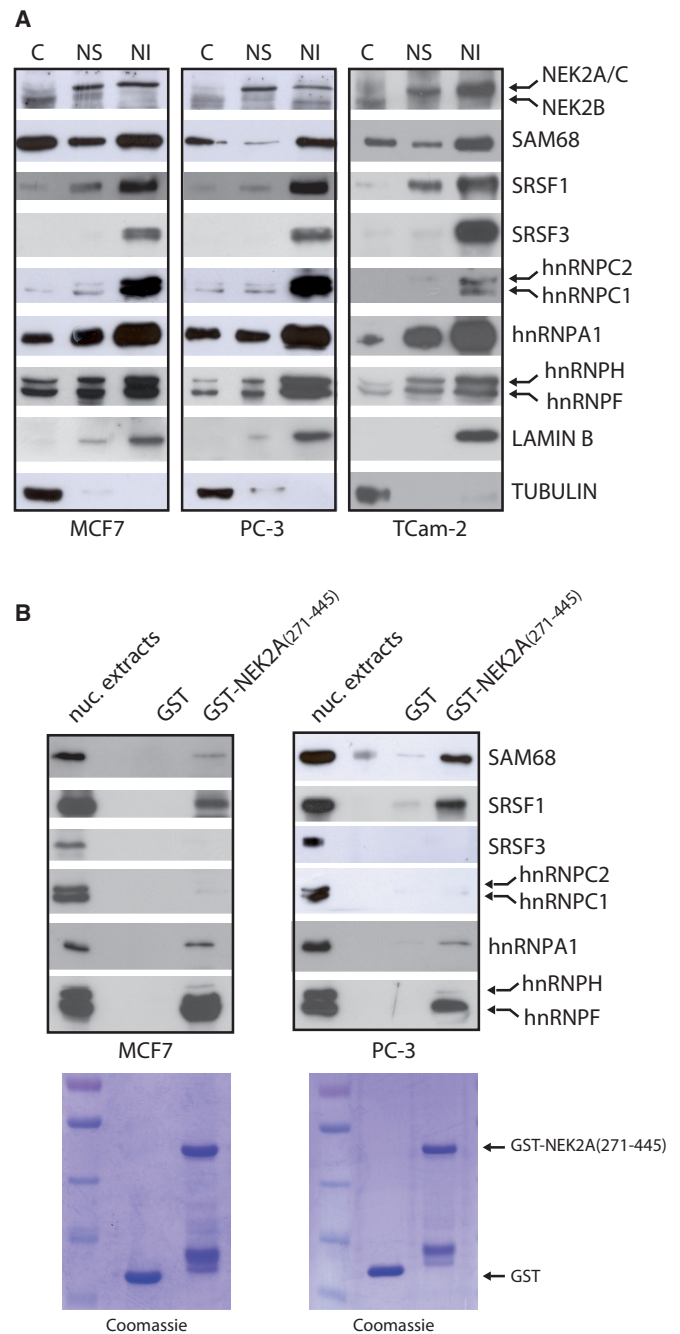 A
C NS NI C NS NI C NS NI
NEK2A/C
NEK2B
SAM68
SRSF1
SRSF3
hnRNPC2
hnRNPC1
hnRNPA1
hnRNPH
hnRNPF
LAMIN B
TUBULIN
MCF7 PC-3 TCam-2
B
nuc. extracts GST GST-NEK2A(271-445) nuc. extracts GST GST-NEK2A(271-445)
SAM68
SRSF1
SRSF3
hnRNPC2
hnRNPC1
hnRNPA1
hnRNPH
hnRNPF
MCF7 PC-3
GST-NEK2A(271-445)
GST
Coomassie Coomassie